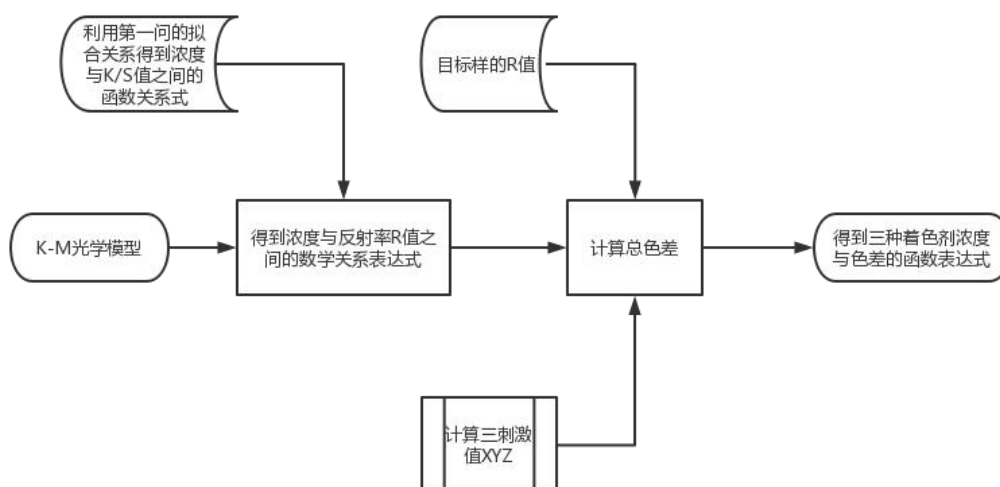 利用第一问的拟
合关系得到浓度
与K/S值之间的
函数关系式
目标样的R值
K-M光学模型
得到浓度与反射率R值之
间的数学关系表达式
计算总色差
得到三种着色剂浓度
与色差的函数表达式
计算三刺激
值XYZ